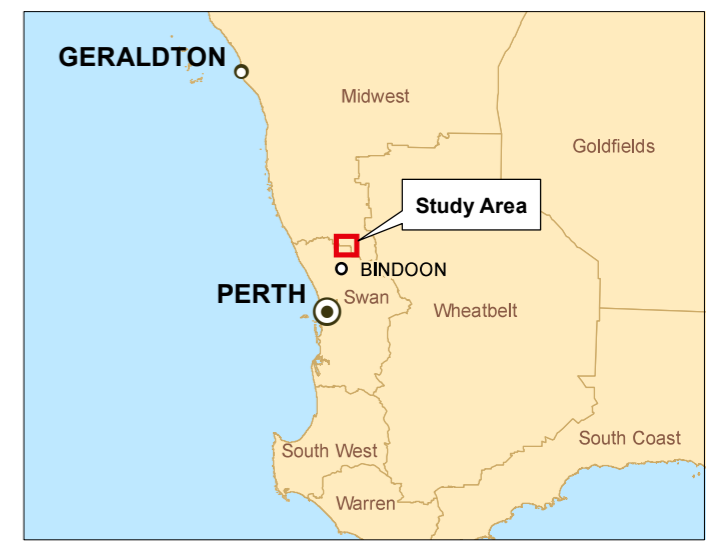 GERALDTON
Midwest
Goldfields
Study Area
BINDOON
PERTH
Swan
Wheatbelt
South Coast
South West
Warren